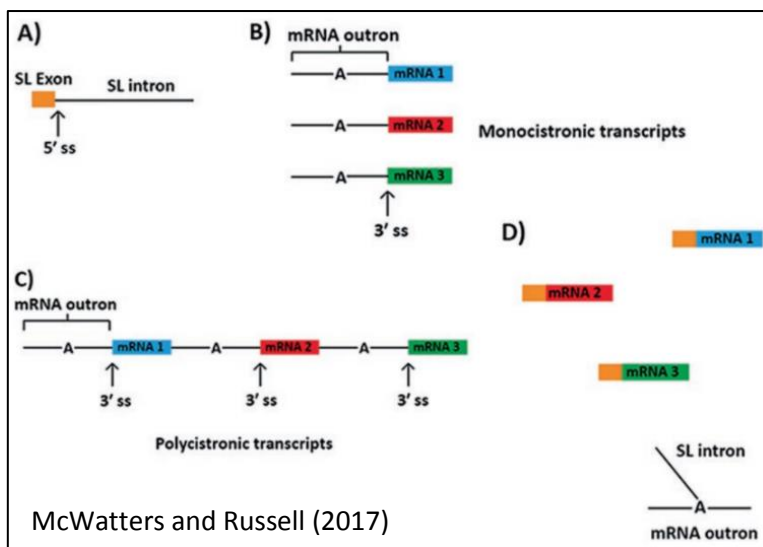 A)
SL Exon
SL intron
5' ss
B)
mRNA outron
A
mRNA 1
A
mRNA 2
A
mRNA 3
3' ss
Monocistronic transcripts
C)
mRNA outron
A
mRNA 1
A
mRNA 2
A
mRNA 3
3' ss
3' ss
3' ss
Polycistronic transcripts
D)
mRNA 1
mRNA 2
mRNA 3
SL intron
A
mRNA outron
McWatters and Russell (2017)